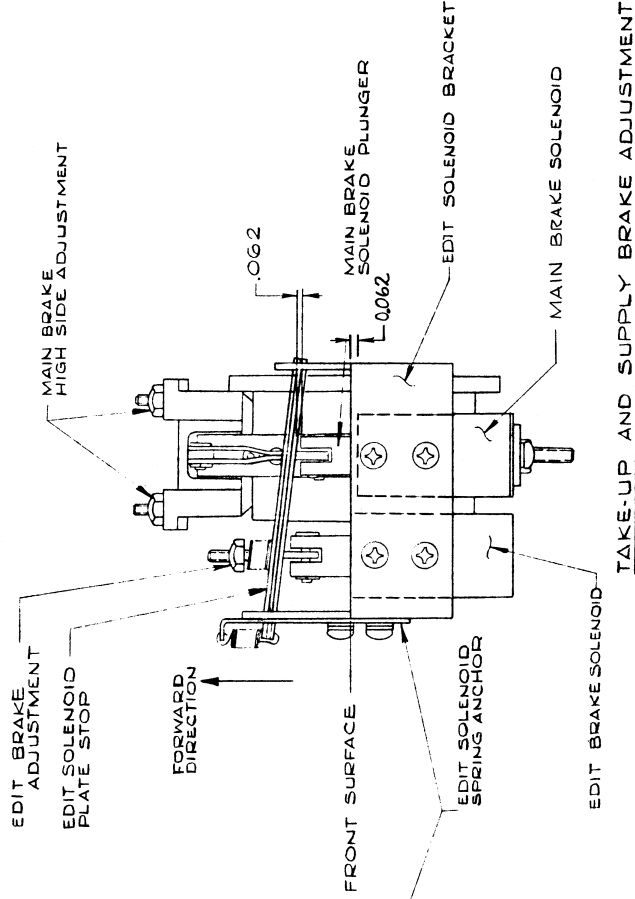 EDIT BRAKE
ADJUSTMENT
EDIT SOLENOID
PLATE STOP
FORWARD
DIRECTION
FRONT SURFACE
EDIT SOLENOID
SPRING ANCHOR
EDIT BRAKE SOLENOID
MAIN BRAKE
HIGH SIDE ADJUSTMENT
.062
MAIN BRAKE
SOLENOID PLUNGER
0.062
EDIT SOLENOID BRACKET
MAIN BRAKE SOLENOID
TAKE-UP AND SUPPLY BRAKE ADJUSTMENT